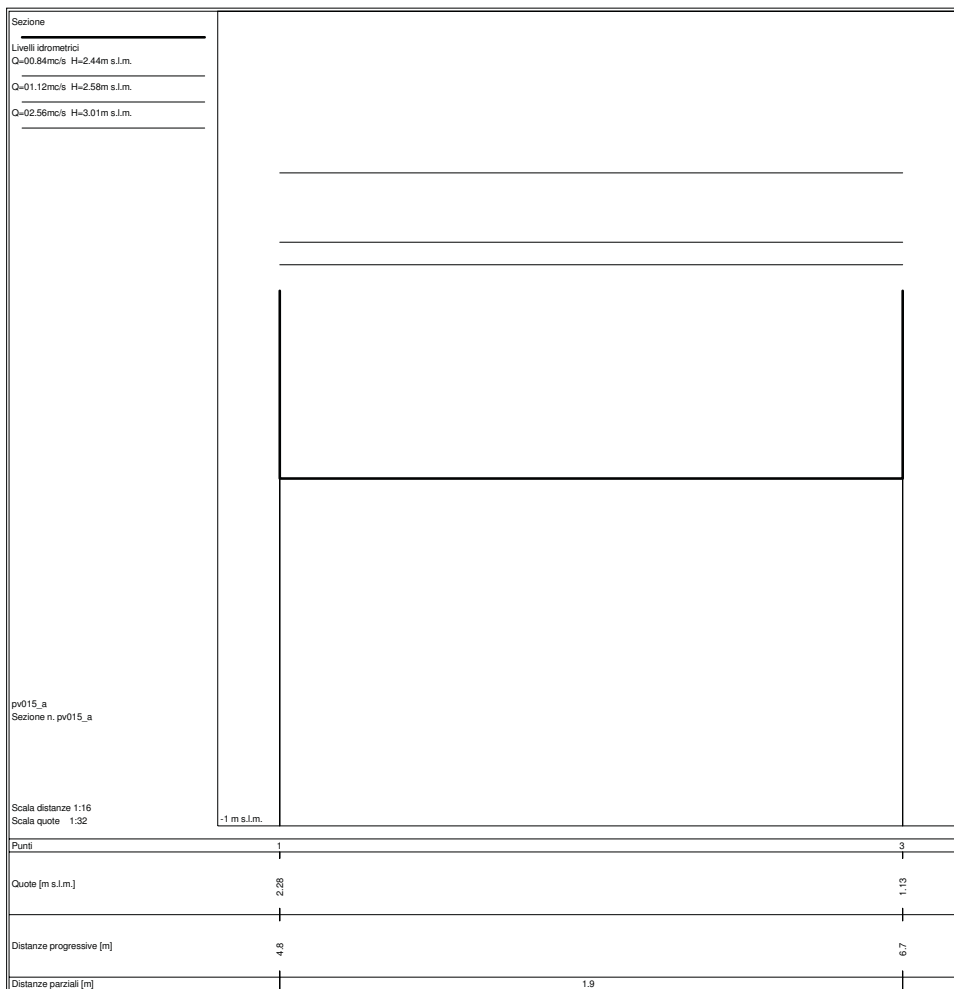 Sezione
Livelli idrometrici
Q=00.84mc/s H=2.44m s.l.m.
Q=01.12mc/s H=2.58m s.l.m.
Q=02.56mc/s H=3.01m s.l.m.
pv015_a
Sezione n. pv015_a
Scala distanze 1:16
Scala quote 1:32
-1 m s.l.m.
Punti 1 3
Quote [m s.l.m.] 2.28 1.13
Distanze progressive [m] 4.8 6.7
Distanze parziali [m] 1.9